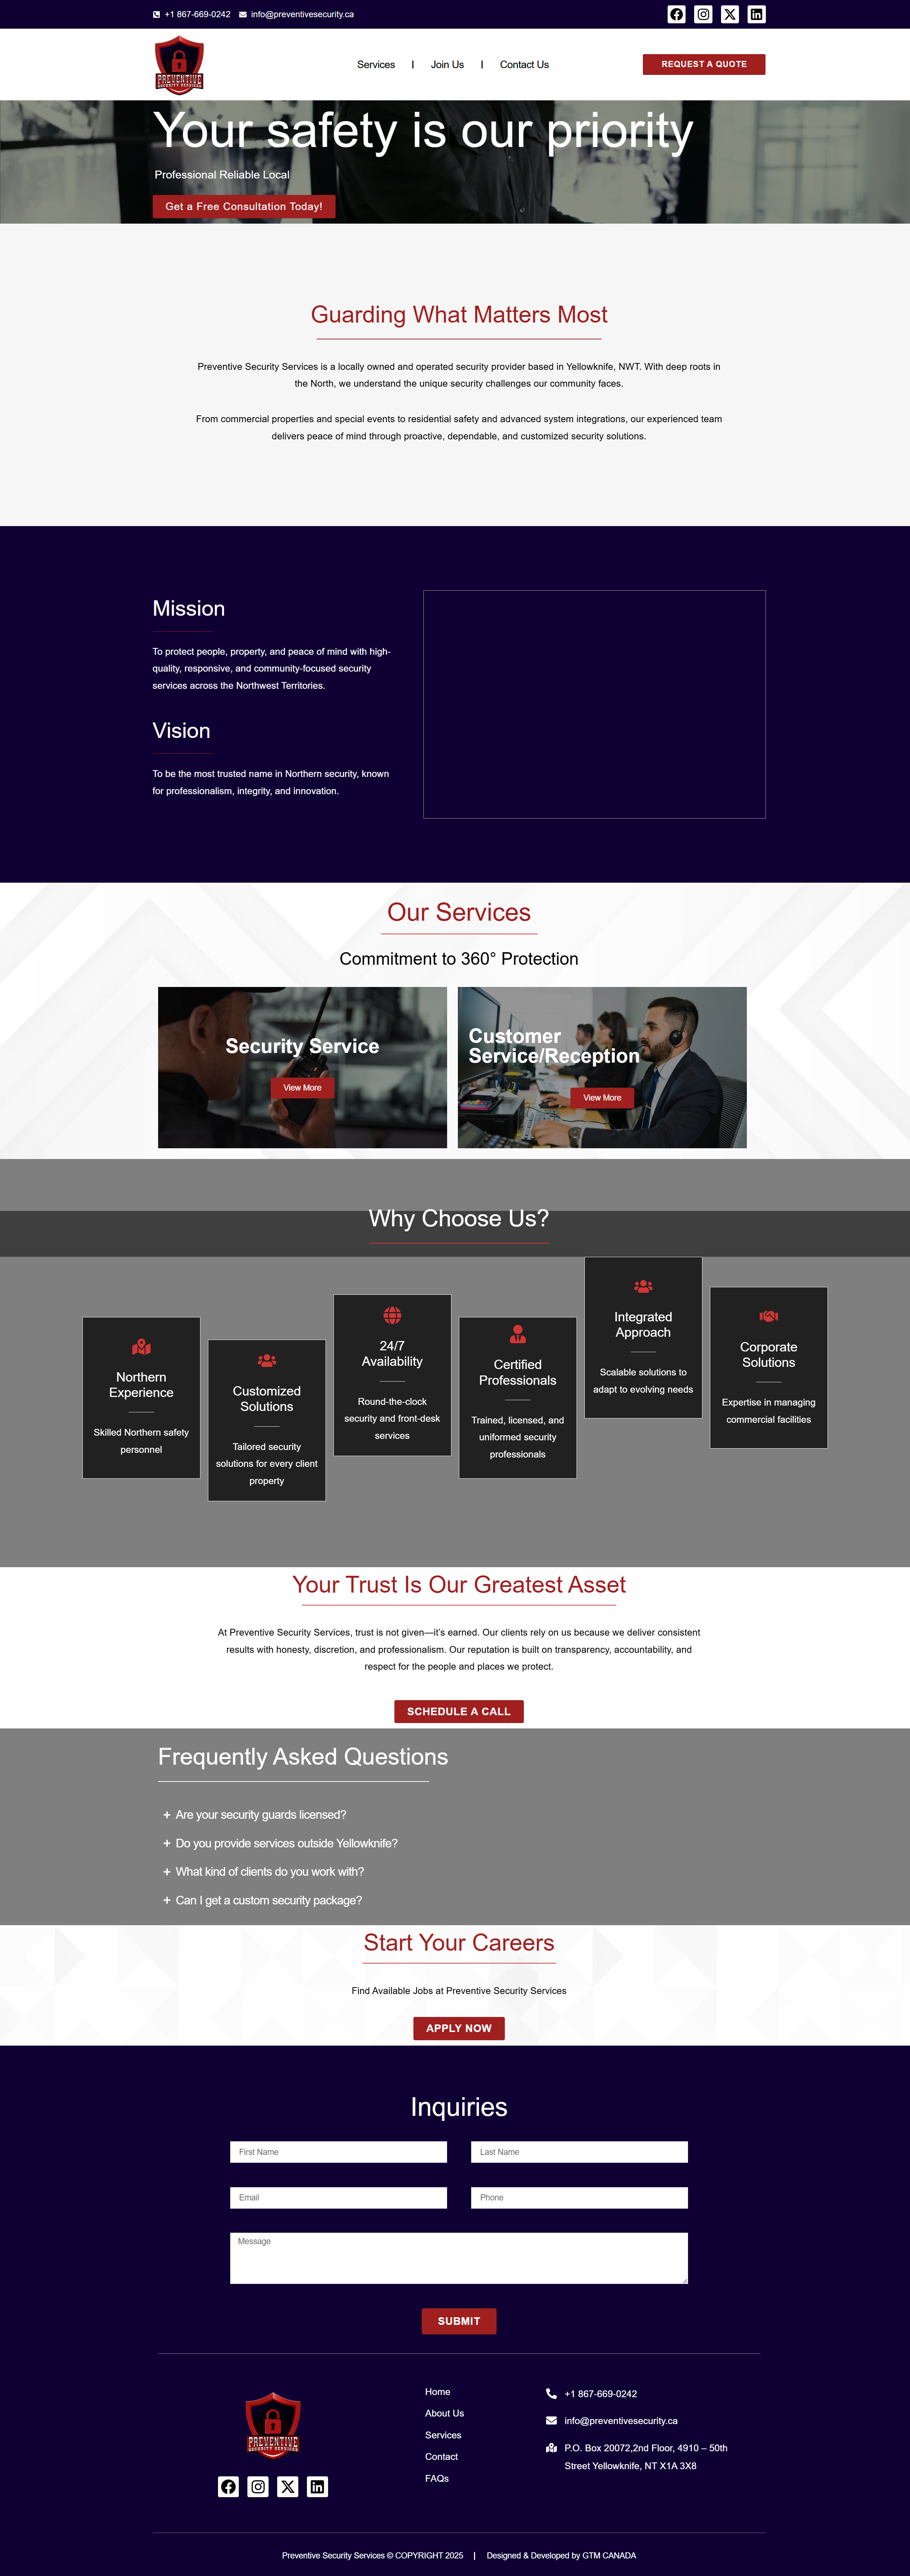 +1 867-669-0242 info@preventivesecurity.ca
PREVENTIVE
SECURITY SERVICES
Services | Join Us | Contact Us
REQUEST A QUOTE
Your safety is our priority
Professional Reliable Local
Get a Free Consultation Today!
Guarding What Matters Most
Preventive Security Services is a locally owned and operated security provider based in Yellowknife, NWT. With deep roots in
the North, we understand the unique security challenges our community faces.
From commercial properties and special events to residential safety and advanced system integrations, our experienced team
delivers peace of mind through proactive, dependable, and customized security solutions.
Mission
To protect people, property, and peace of mind with high-
quality, responsive, and community-focused security
services across the Northwest Territories.
Vision
To be the most trusted name in Northern security, known
for professionalism, integrity, and innovation.
Our Services
Commitment to 360° Protection
Security Service
View More
Customer
Service/Reception
View More
Why Choose Us?
Northern
Experience
Skilled Northern safety
personnel
Customized
Solutions
Tailored security
solutions for every client
property
24/7
Availability
Round-the-clock
security and front-desk
services
Certified
Professionals
Trained, licensed, and
uniformed security
professionals
Integrated
Approach
Scalable solutions to
adapt to evolving needs
Corporate
Solutions
Expertise in managing
commercial facilities
Your Trust Is Our Greatest Asset
At Preventive Security Services, trust is not given—it's earned. Our clients rely on us because we deliver consistent
results with honesty, discretion, and professionalism. Our reputation is built on transparency, accountability, and
respect for the people and places we protect.
SCHEDULE A CALL
Frequently Asked Questions
+ Are your security guards licensed?
+ Do you provide services outside Yellowknife?
+ What kind of clients do you work with?
+ Can I get a custom security package?
Start Your Careers
Find Available Jobs at Preventive Security Services
APPLY NOW
Inquiries
First Name
Last Name
Email
Phone
Message
SUBMIT
PREVENTIVE
SECURITY SERVICES
Home
About Us
Services
Contact
FAQs
+1 867-669-0242
info@preventivesecurity.ca
P.O. Box 20072,2nd Floor, 4910 – 50th
Street Yellowknife, NT X1A 3X8
Preventive Security Services © COPYRIGHT 2025 | Designed & Developed by GTM CANADA